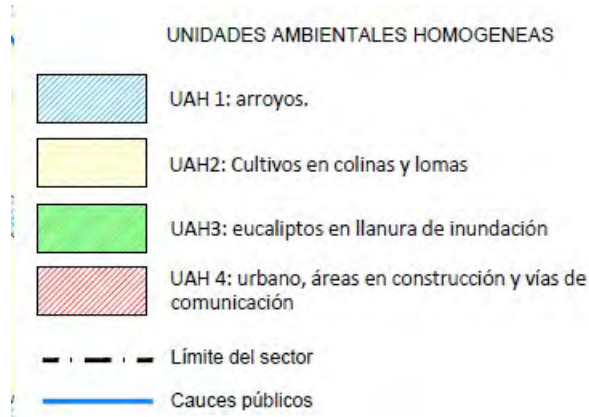 UNIDADES AMBIENTALES HOMOGENEAS
UAH 1: arroyos.
UAH2: Cultivos en colinas y lomas
UAH3: eucaliptos en llanura de inundación
UAH 4: urbano, áreas en construcción y vías de
comunicación
Límite del sector
Cauces públicos